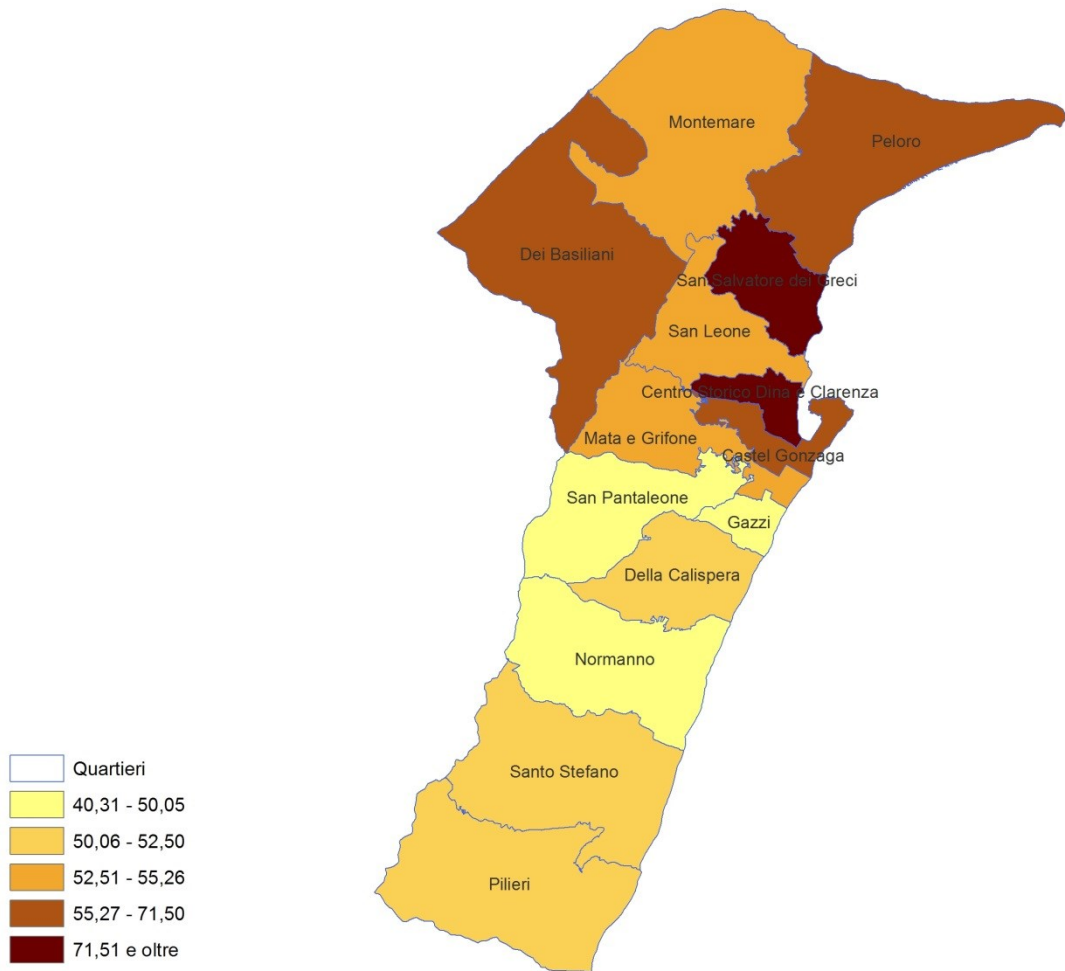 Montemare
Peloro
Dei Basiliani
San Salvatore dei Greci
San Leone
Centro Storico Dina e Clarenza
Mata e Grifone
Castel Gonzaga
San Pantaleone
Gazzi
Della Calispera
Normanno
Santo Stefano
Pilieri
Quartieri
40,31 - 50,05
50,06 - 52,50
52,51 - 55,26
55,27 - 71,50
71,51 e oltre